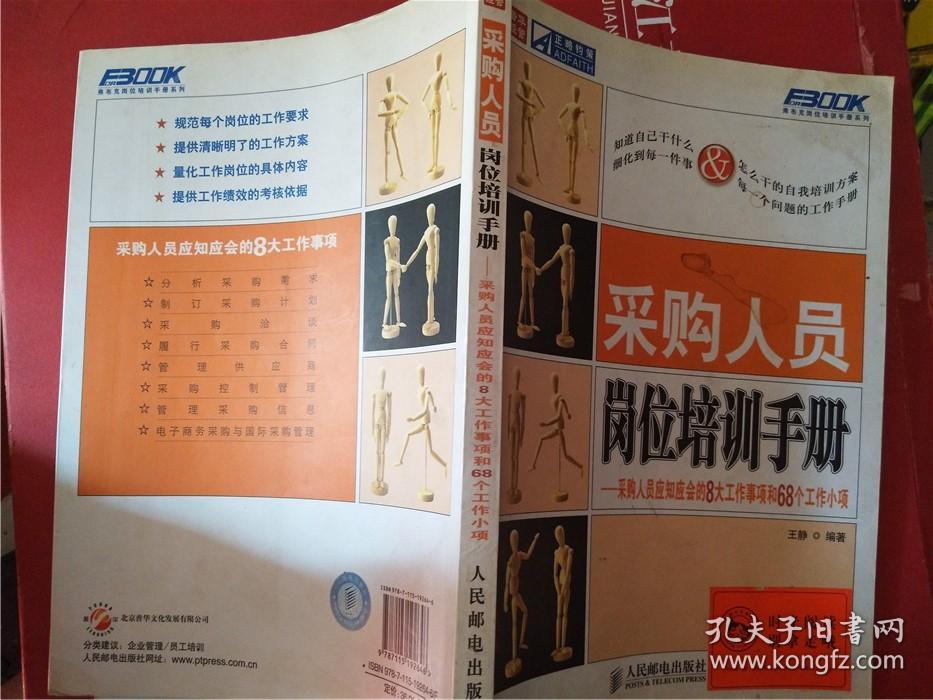 FORBOOK
弗布克岗位培训手册系列
★ 规范每个岗位的工作要求
★ 提供清晰明了的工作方案
★ 量化工作岗位的具体内容
★ 提供工作绩效的考核依据
采购人员应知应会的8大工作事项
☆ 分析采购需求
☆ 制订采购计划
☆ 采购洽谈
☆ 履行采购合同
☆ 管理供应商
☆ 采购控制管理
☆ 管理采购信息
☆ 电子商务采购与国际采购管理
北京普华文化发展有限公司
分类建议：企业管理/员工培训
人民邮电出版社网址：www.ptpress.com.cn
ISBN 978-7-115-19264-6
9787115192646
ISBN 978-7-115-19264-6/F
采购人员
岗位培训手册
——采购人员应知应会的8大工作事项和68个工作小项
人民邮电出版
正略钧策
ADFAITH
FORBOOK
弗布克岗位培训手册系列
知道自己干什么
细化到每一件事
&
怎么干的自我培训方案
每一个问题的工作手册
采购人员
岗位培训手册
——采购人员应知应会的8大工作事项和68个工作小项
王静 编著
人民邮电出版社
POSTS & TELECOM PRESS
孔夫子旧书网
www.kongfz.com